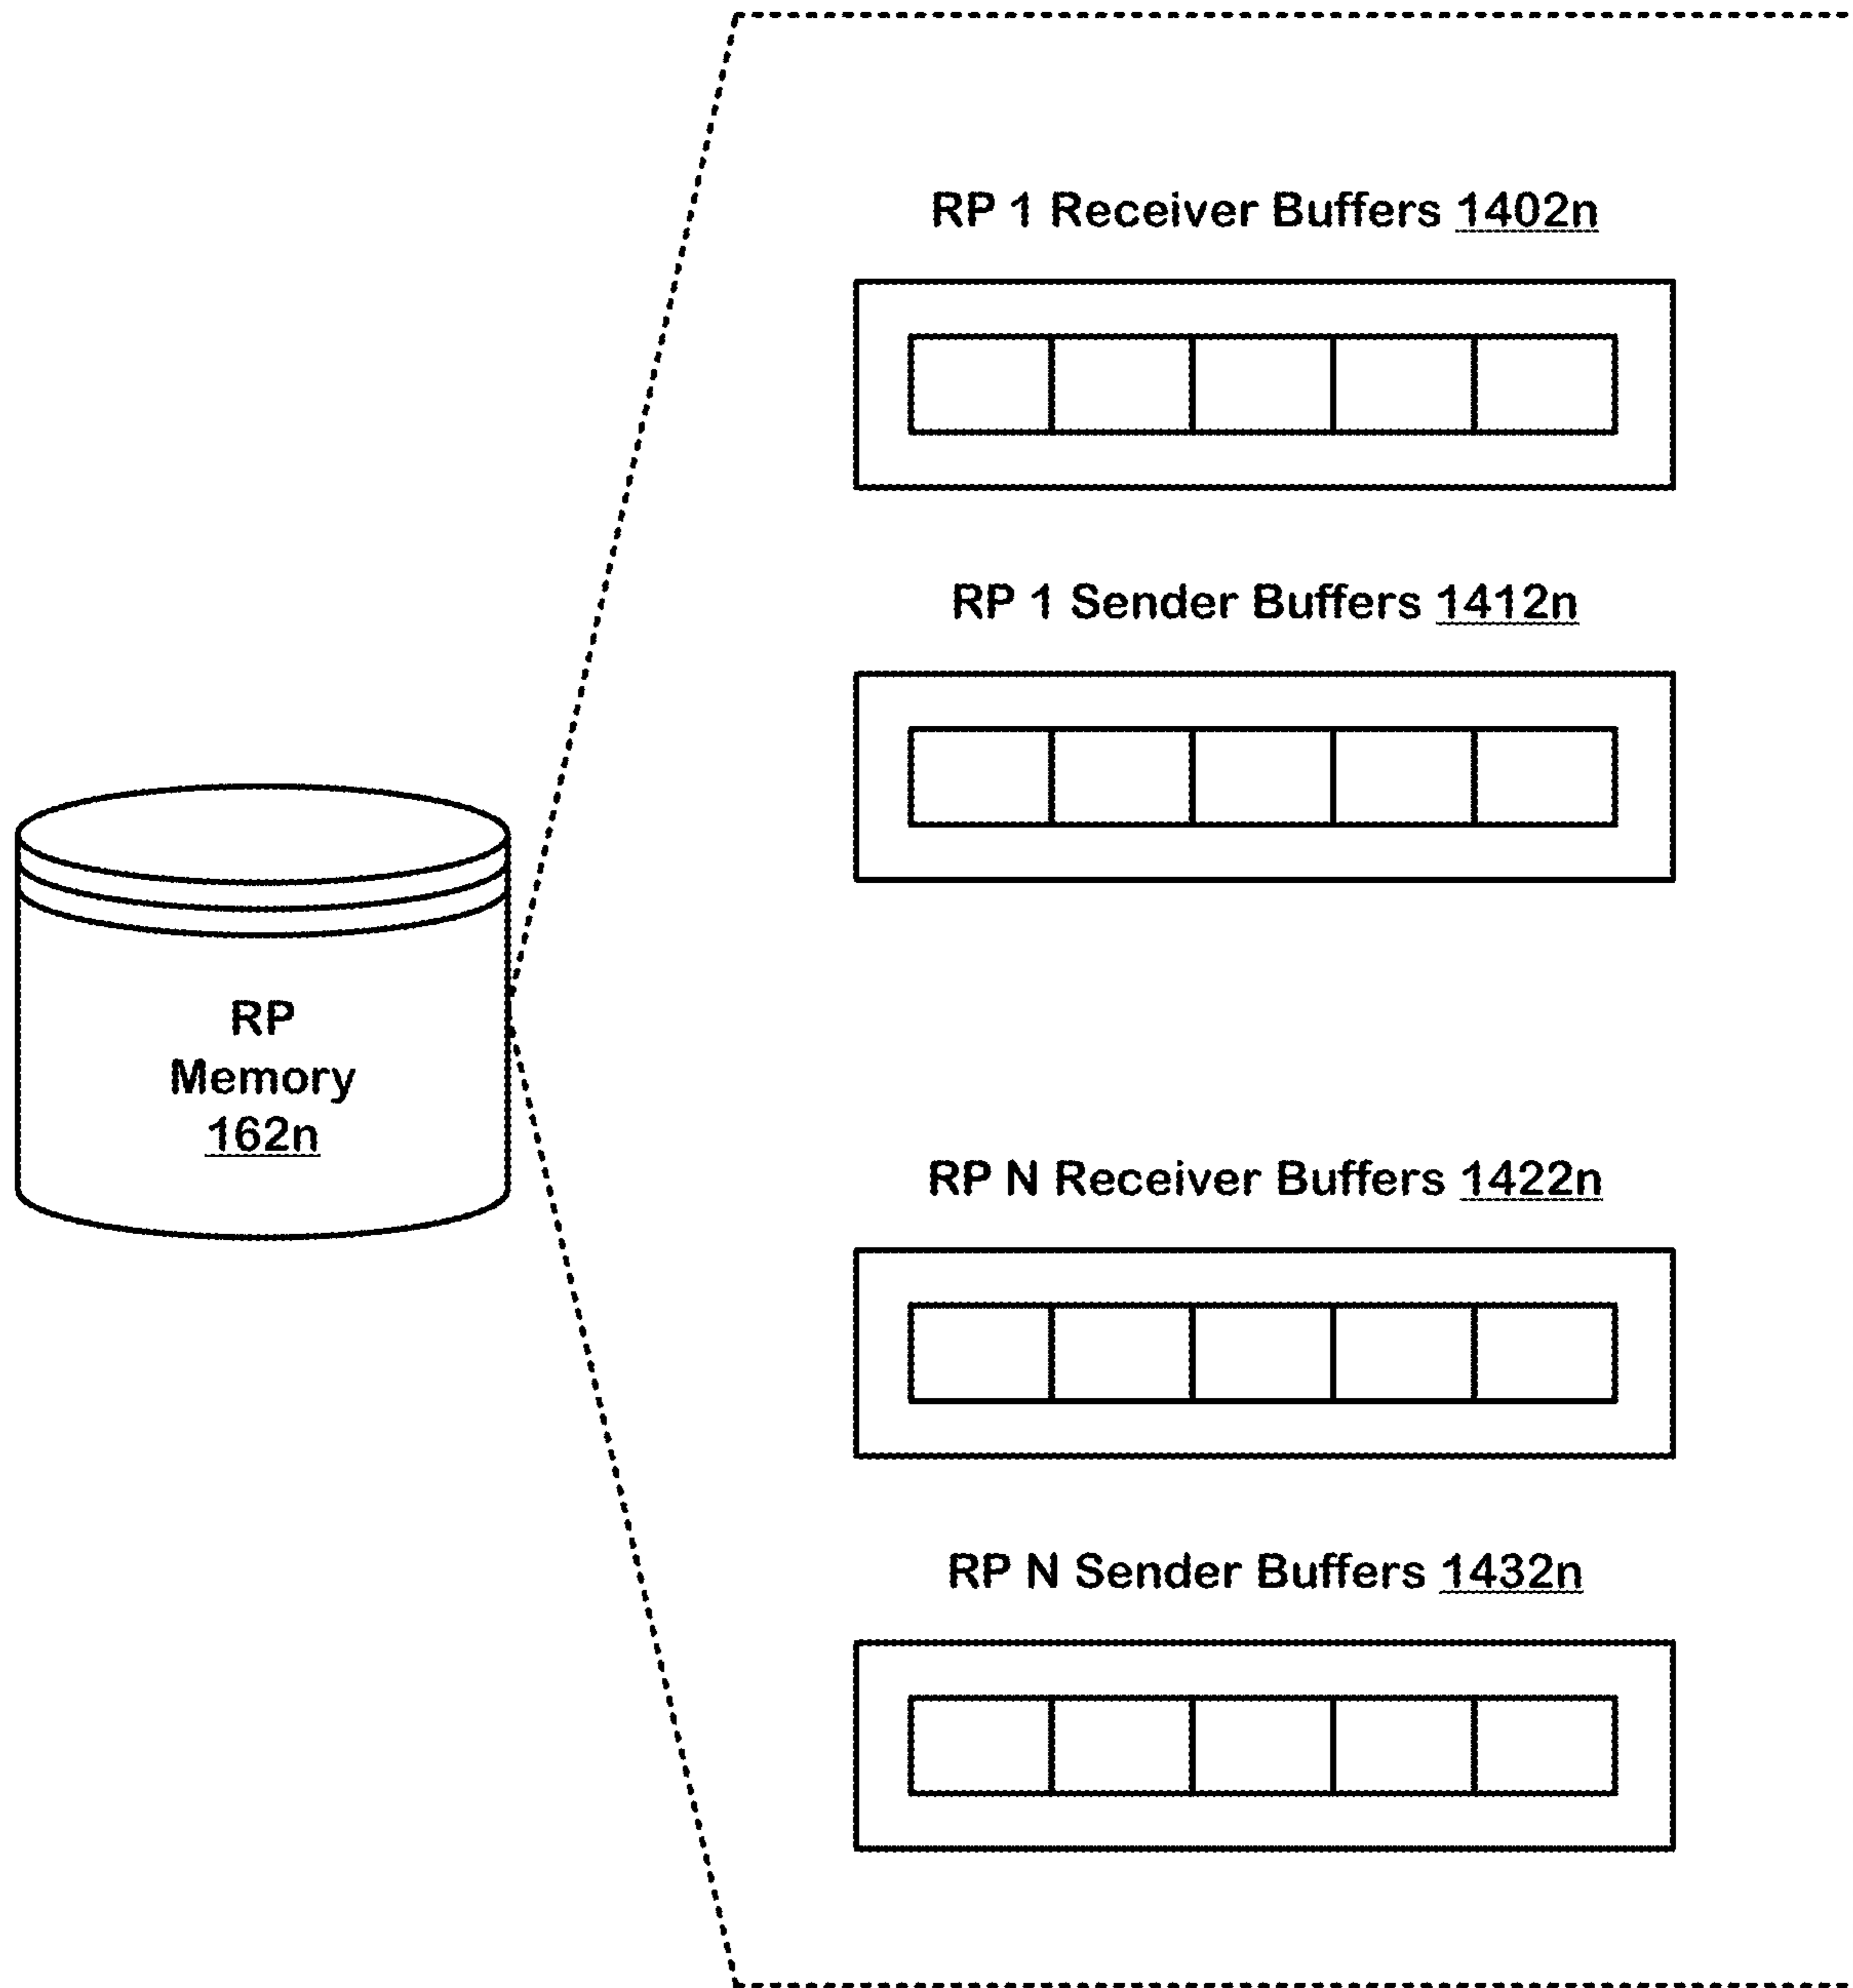 RP 1 Receiver Buffers 1402n
RP 1 Sender Buffers 1412n
RP
Memory
162n
RP N Receiver Buffers 1422n
RP N Sender Buffers 1432n